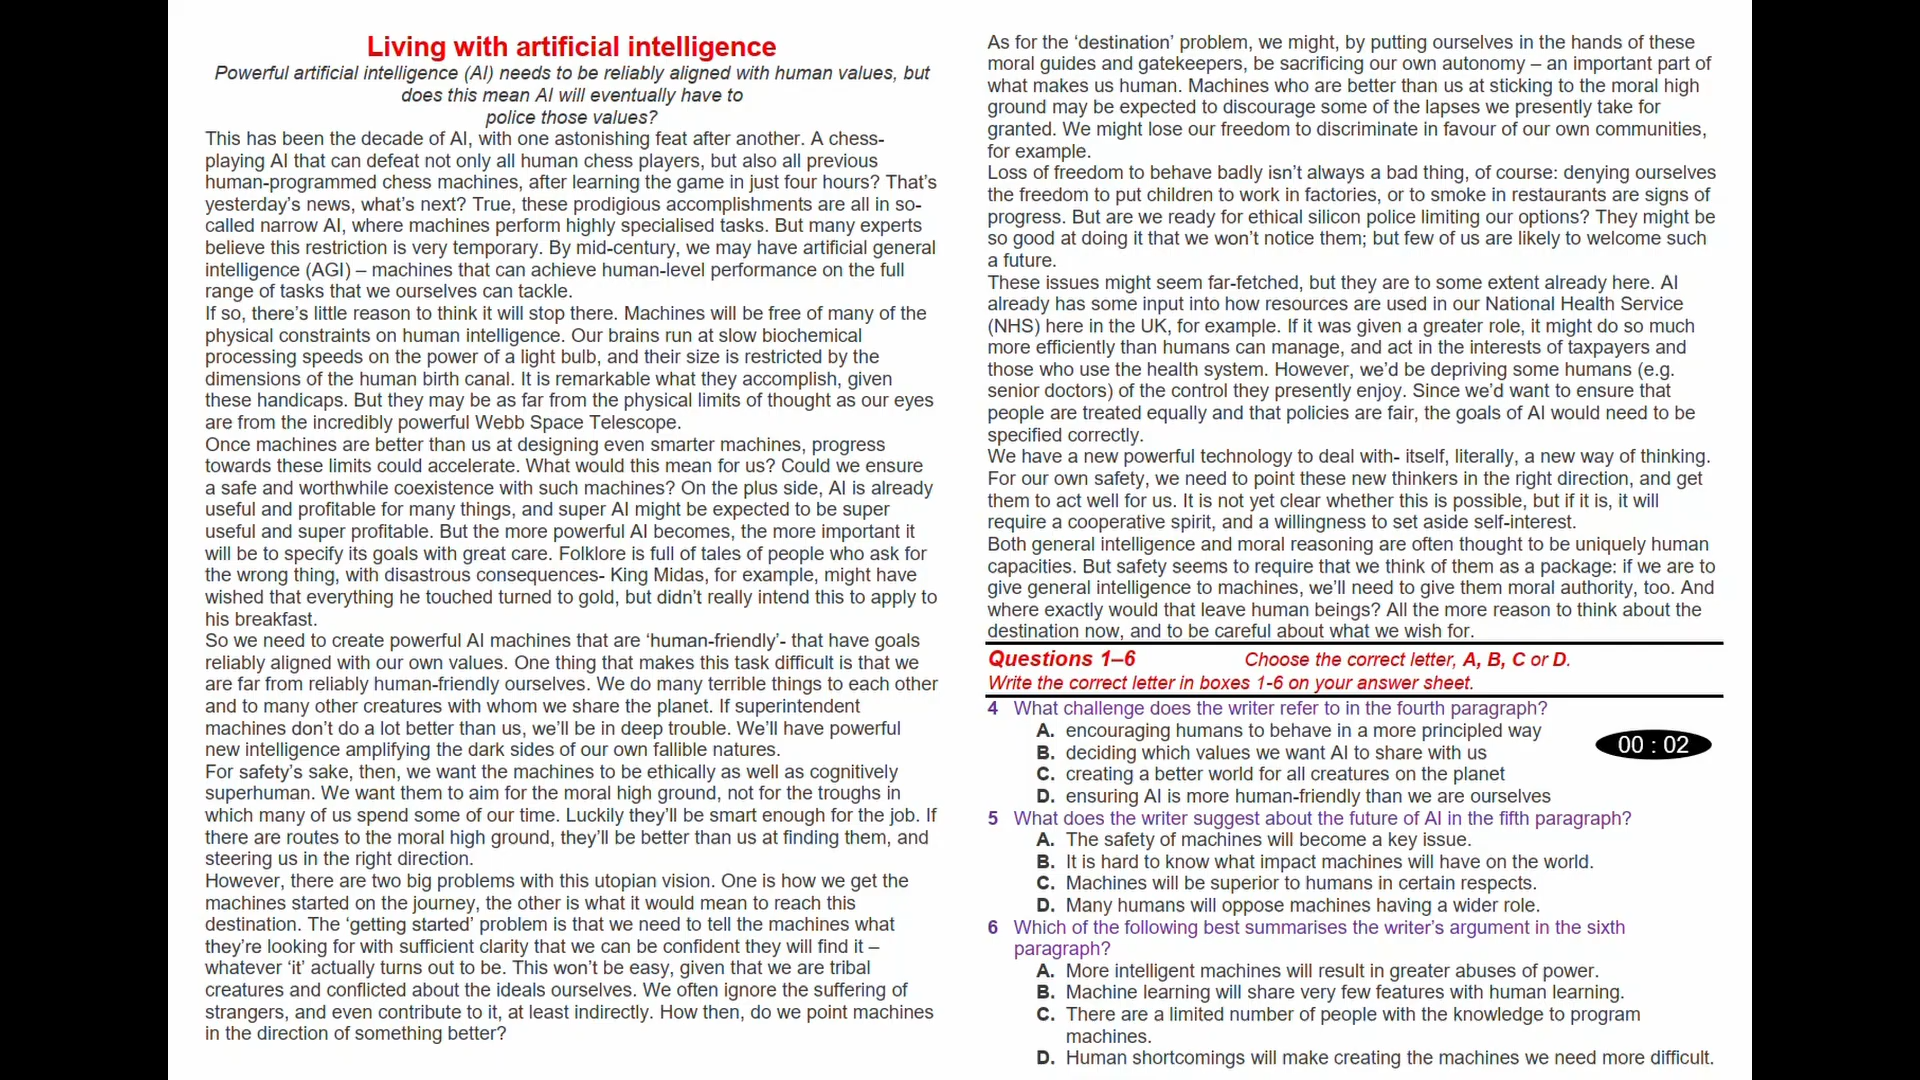 Living with artificial intelligence
Powerful artificial intelligence (AI) needs to be reliably aligned with human values, but
does this mean AI will eventually have to
police those values?
This has been the decade of AI, with one astonishing feat after another. A chess-
playing AI that can defeat not only all human chess players, but also all previous
human-programmed chess machines, after learning the game in just four hours? That’s
yesterday’s news, what’s next? True, these prodigious accomplishments are all in so-
called narrow AI, where machines perform highly specialised tasks. But many experts
believe this restriction is very temporary. By mid-century, we may have artificial general
intelligence (AGI) – machines that can achieve human-level performance on the full
range of tasks that we ourselves can tackle.
If so, there’s little reason to think it will stop there. Machines will be free of many of the
physical constraints on human intelligence. Our brains run at slow biochemical
processing speeds on the power of a light bulb, and their size is restricted by the
dimensions of the human birth canal. It is remarkable what they accomplish, given
these handicaps. But they may be as far from the physical limits of thought as our eyes
are from the incredibly powerful Webb Space Telescope.
Once machines are better than us at designing even smarter machines, progress
towards these limits could accelerate. What would this mean for us? Could we ensure
a safe and worthwhile coexistence with such machines? On the plus side, AI is already
useful and profitable for many things, and super AI might be expected to be super
useful and super profitable. But the more powerful AI becomes, the more important it
will be to specify its goals with great care. Folklore is full of tales of people who ask for
the wrong thing, with disastrous consequences- King Midas, for example, might have
wished that everything he touched turned to gold, but didn’t really intend this to apply to
his breakfast.
So we need to create powerful AI machines that are ‘human-friendly’- that have goals
reliably aligned with our own values. One thing that makes this task difficult is that we
are far from reliably human-friendly ourselves. We do many terrible things to each other
and to many other creatures with whom we share the planet. If superintendent
machines don’t do a lot better than us, we’ll be in deep trouble. We’ll have powerful
new intelligence amplifying the dark sides of our own fallible natures.
For safety’s sake, then, we want the machines to be ethically as well as cognitively
superhuman. We want them to aim for the moral high ground, not for the troughs in
which many of us spend some of our time. Luckily they’ll be smart enough for the job. If
there are routes to the moral high ground, they’ll be better than us at finding them, and
steering us in the right direction.
However, there are two big problems with this utopian vision. One is how we get the
machines started on the journey, the other is what it would mean to reach this
destination. The ‘getting started’ problem is that we need to tell the machines what
they’re looking for with sufficient clarity that we can be confident they will find it –
whatever ‘it’ actually turns out to be. This won’t be easy, given that we are tribal
creatures and conflicted about the ideals ourselves. We often ignore the suffering of
strangers, and even contribute to it, at least indirectly. How then, do we point machines
in the direction of something better?
As for the ‘destination’ problem, we might, by putting ourselves in the hands of these
moral guides and gatekeepers, be sacrificing our own autonomy – an important part of
what makes us human. Machines who are better than us at sticking to the moral high
ground may be expected to discourage some of the lapses we presently take for
granted. We might lose our freedom to discriminate in favour of our own communities,
for example.
Loss of freedom to behave badly isn’t always a bad thing, of course: denying ourselves
the freedom to put children to work in factories, or to smoke in restaurants are signs of
progress. But are we ready for ethical silicon police limiting our options? They might be
so good at doing it that we won’t notice them; but few of us are likely to welcome such
a future.
These issues might seem far-fetched, but they are to some extent already here. AI
already has some input into how resources are used in our National Health Service
(NHS) here in the UK, for example. If it was given a greater role, it might do so much
more efficiently than humans can manage, and act in the interests of taxpayers and
those who use the health system. However, we’d be depriving some humans (e.g.
senior doctors) of the control they presently enjoy. Since we’d want to ensure that
people are treated equally and that policies are fair, the goals of AI would need to be
specified correctly.
We have a new powerful technology to deal with- itself, literally, a new way of thinking.
For our own safety, we need to point these new thinkers in the right direction, and get
them to act well for us. It is not yet clear whether this is possible, but if it is, it will
require a cooperative spirit, and a willingness to set aside self-interest.
Both general intelligence and moral reasoning are often thought to be uniquely human
capacities. But safety seems to require that we think of them as a package: if we are to
give general intelligence to machines, we’ll need to give them moral authority, too. And
where exactly would that leave human beings? All the more reason to think about the
destination now, and to be careful about what we wish for.
Questions 1–6 Choose the correct letter, A, B, C or D.
Write the correct letter in boxes 1-6 on your answer sheet.
4 What challenge does the writer refer to in the fourth paragraph?
A. encouraging humans to behave in a more principled way
B. deciding which values we want AI to share with us
00 : 02
C. creating a better world for all creatures on the planet
D. ensuring AI is more human-friendly than we are ourselves
5 What does the writer suggest about the future of AI in the fifth paragraph?
A. The safety of machines will become a key issue.
B. It is hard to know what impact machines will have on the world.
C. Machines will be superior to humans in certain respects.
D. Many humans will oppose machines having a wider role.
6 Which of the following best summarises the writer’s argument in the sixth
paragraph?
A. More intelligent machines will result in greater abuses of power.
B. Machine learning will share very few features with human learning.
C. There are a limited number of people with the knowledge to program
machines.
D. Human shortcomings will make creating the machines we need more difficult.